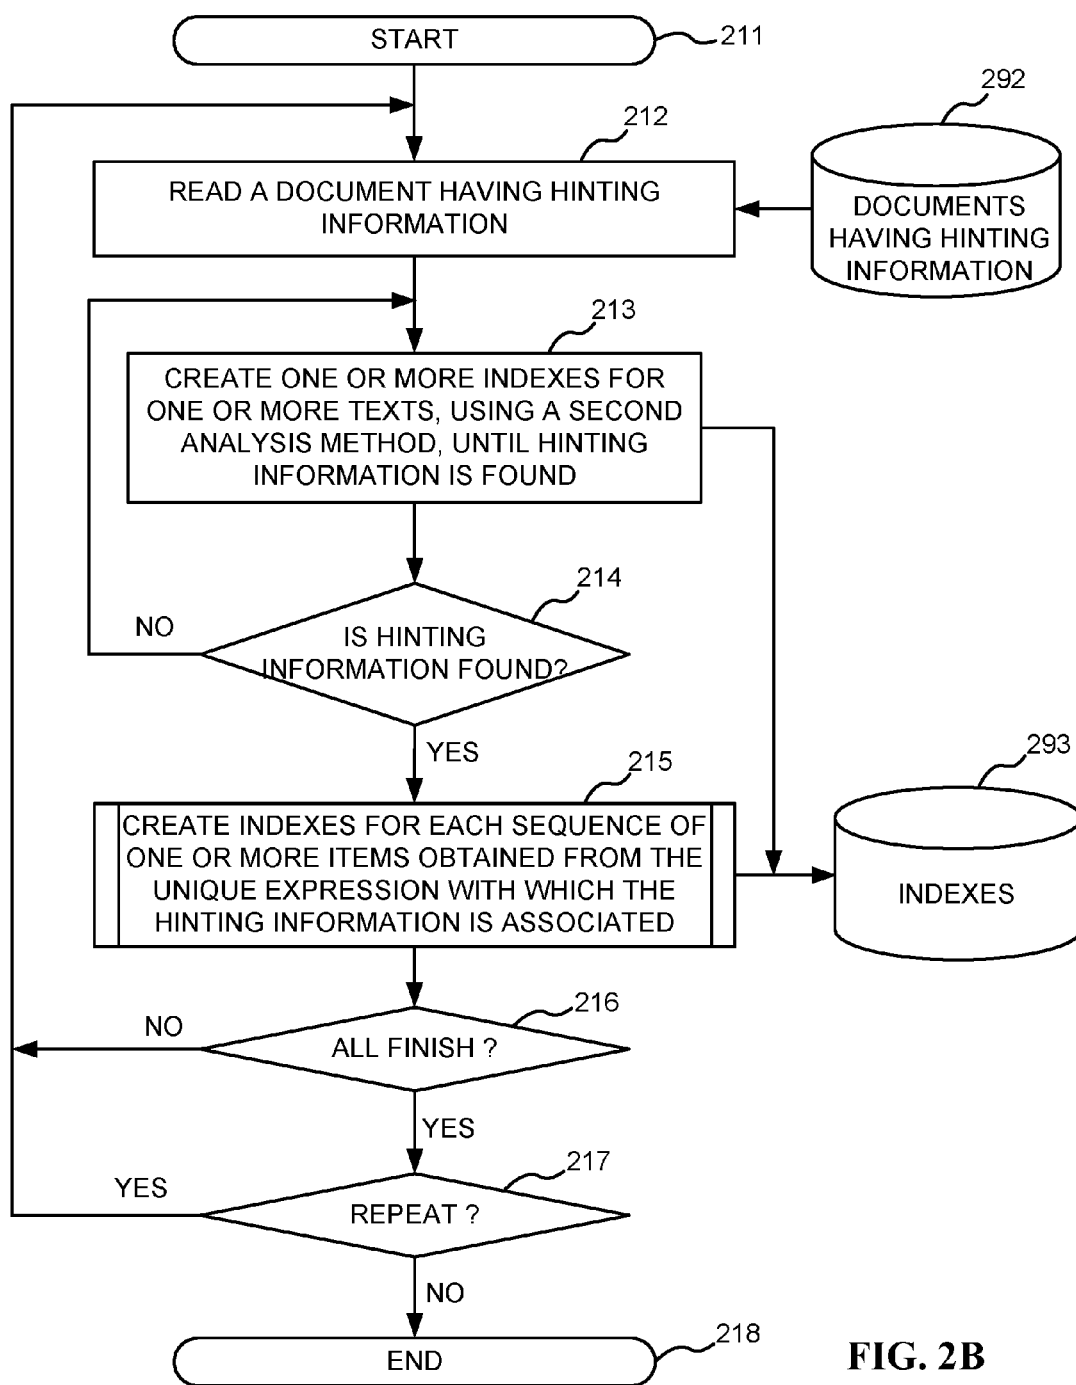 START
211
292
212
READ A DOCUMENT HAVING HINTING
INFORMATION
DOCUMENTS
HAVING HINTING
INFORMATION
213
CREATE ONE OR MORE INDEXES FOR
ONE OR MORE TEXTS, USING A SECOND
ANALYSIS METHOD, UNTIL HINTING
INFORMATION IS FOUND
214
NO
IS HINTING
INFORMATION FOUND?
YES
215
293
CREATE INDEXES FOR EACH SEQUENCE OF
ONE OR MORE ITEMS OBTAINED FROM THE
UNIQUE EXPRESSION WITH WHICH THE
HINTING INFORMATION IS ASSOCIATED
INDEXES
216
NO
ALL FINISH ?
YES
217
YES
REPEAT ?
NO
218
END
FIG. 2B